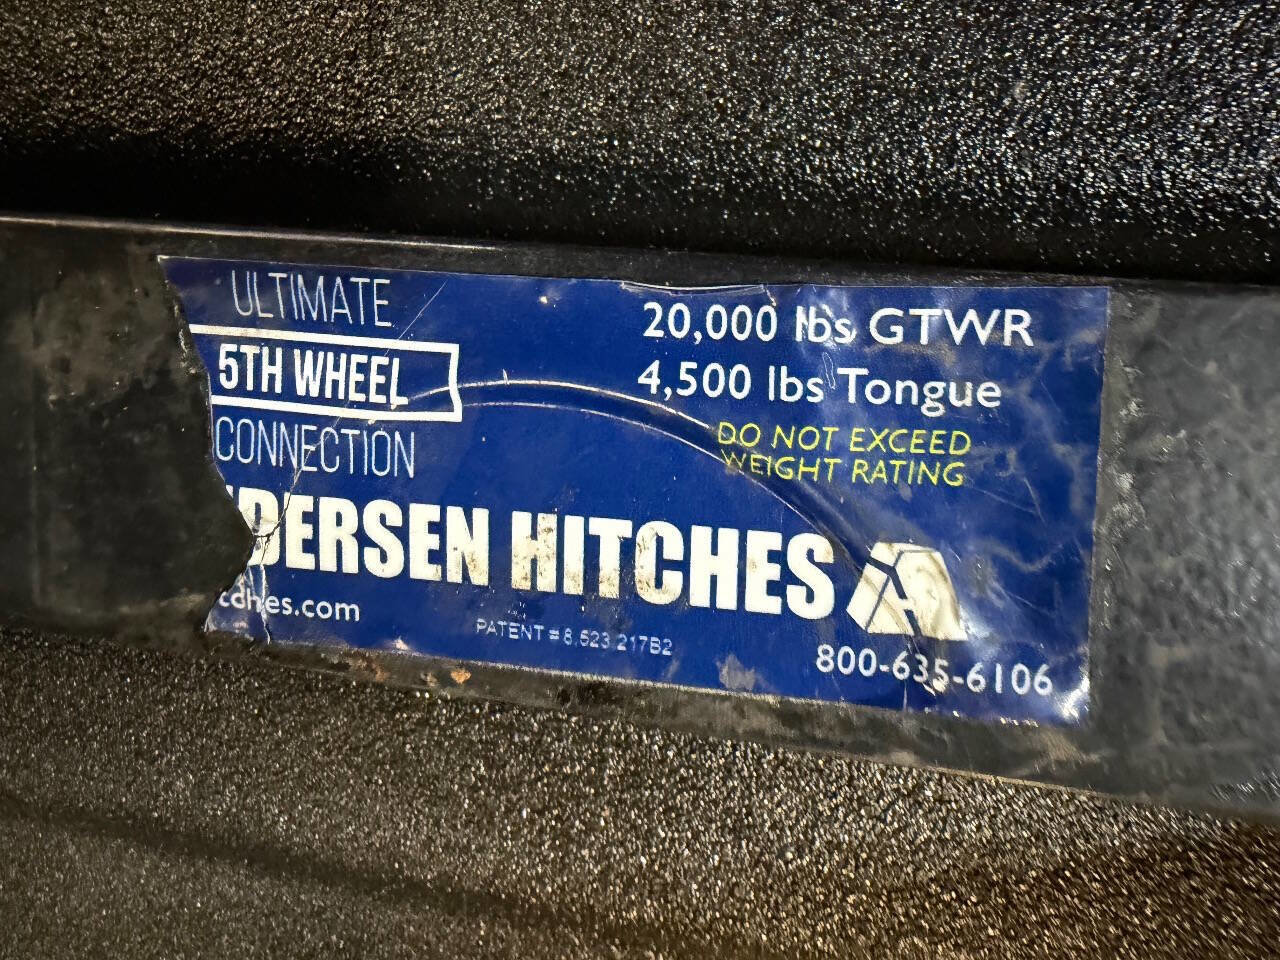 ULTIMATE
5TH WHEEL
CONNECTION
20,000 lbs GTWR
4,500 lbs Tongue
DO NOT EXCEED
WEIGHT RATING
DERSEN HITCHES
tches.com
PATENT # 8,523,217B2
800-635-6106